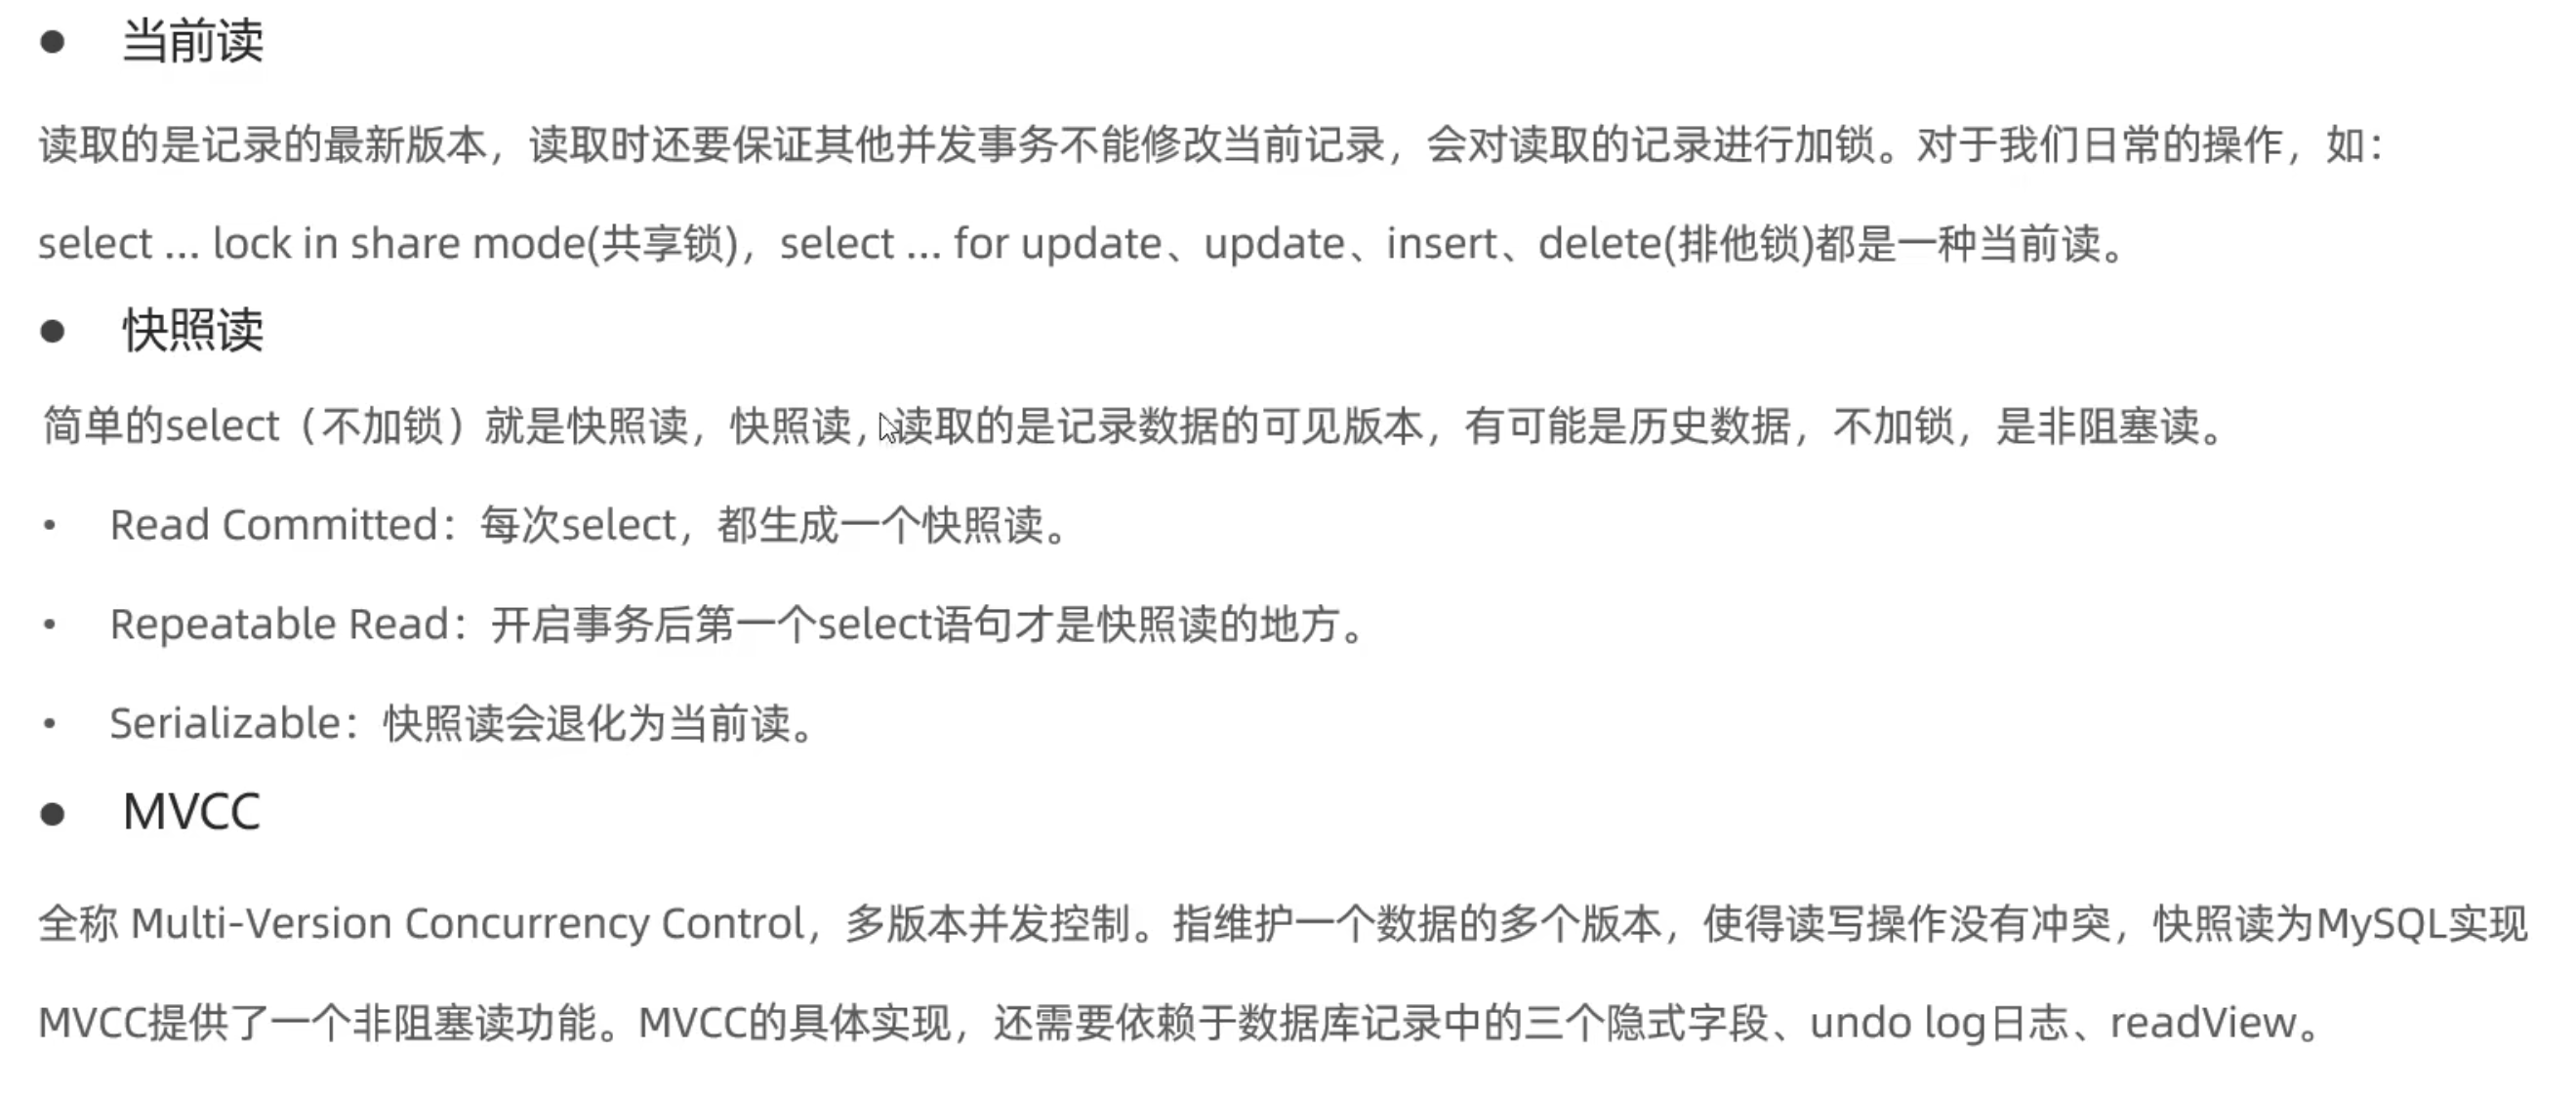 ● 当前读
读取的是记录的最新版本，读取时还要保证其他并发事务不能修改当前记录，会对读取的记录进行加锁。对于我们日常的操作，如：
select ... lock in share mode(共享锁)，select ... for update、update、insert、delete(排他锁)都是一种当前读。
● 快照读
简单的select（不加锁）就是快照读，快照读，读取的是记录数据的可见版本，有可能是历史数据，不加锁，是非阻塞读。
• Read Committed：每次select，都生成一个快照读。
• Repeatable Read：开启事务后第一个select语句才是快照读的地方。
• Serializable：快照读会退化为当前读。
● MVCC
全称 Multi-Version Concurrency Control，多版本并发控制。指维护一个数据的多个版本，使得读写操作没有冲突，快照读为MySQL实现
MVCC提供了一个非阻塞读功能。MVCC的具体实现，还需要依赖于数据库记录中的三个隐式字段、undo log日志、readView。